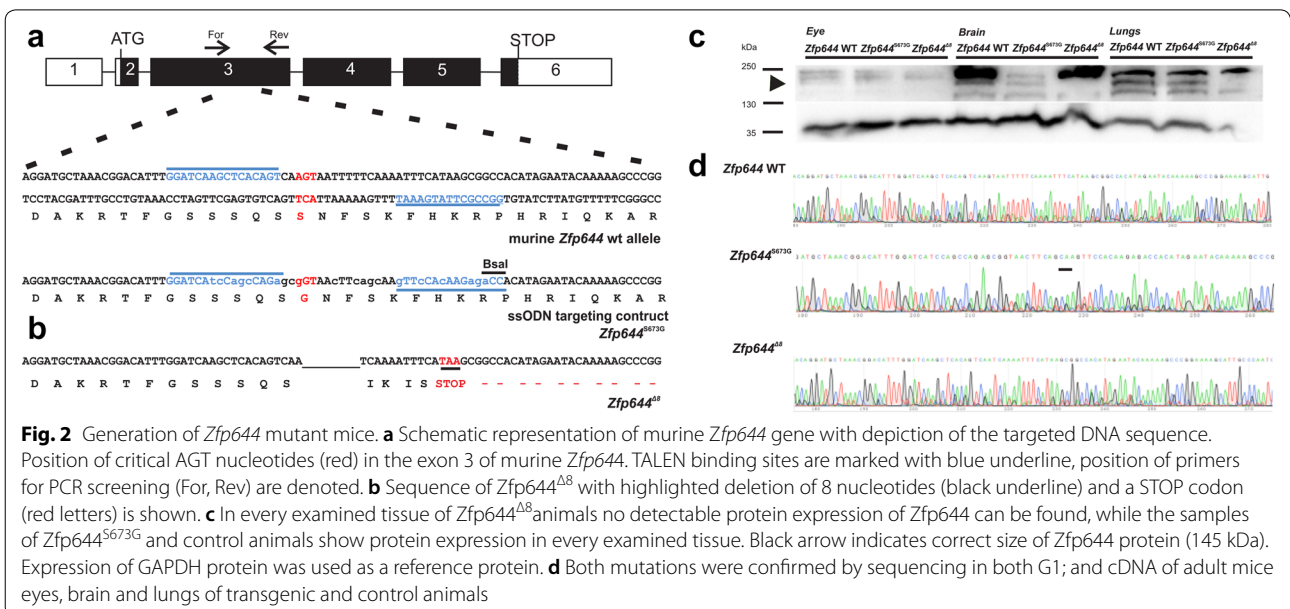 a
ATG
For
Rev
STOP
1 2 3 4 5 6
AGGATGCTAAACGGACATTTGGATCAAGCTCACAGTCAAGTAATTTTTCAAAATTTCATAAGCGGCCACATAGAATACAAAAAGCCCGG
TCCTACGATTTGCCTGTAAACCTAGTTCGAGTGTCAGTTCATTAAAAAGTTTTAAAGTATTCGCCGGTGTATCTTATGTTTTTCGGGCC
D A K R T F G S S S Q S S N F S K F H K R P H R I Q K A R
murine Zfp644 wt allele
BsaI
AGGATGCTAAACGGACATTTGGATCAtcCagcCAGagcgGTAAcTTcagcAAgTTccACAAGagaCCACATAGAATACAAAAAGCCCGG
D A K R T F G S S S Q S G N F S K F H K R P H R I Q K A R
ssODN targeting contruct
Zfp644S673G
b
AGGATGCTAAACGGACATTTGGATCAAGCTCACAGTCAA TCAAAATTTCATAAGCGGCCACATAGAATACAAAAAGCCCGG
D A K R T F G S S S Q S I K I S STOP - - - - - - - - - -
Zfp644Δ8
c
Eye Brain Lungs
kDa Zfp644 WT Zfp644S673G Zfp644Δ8 Zfp644 WT Zfp644S673G Zfp644Δ8 Zfp644 WT Zfp644S673G Zfp644Δ8
250
130
35
d
Zfp644 WT
Zfp644S673G
Zfp644Δ8
Fig. 2 Generation of Zfp644 mutant mice. a Schematic representation of murine Zfp644 gene with depiction of the targeted DNA sequence.
Position of critical AGT nucleotides (red) in the exon 3 of murine Zfp644. TALEN binding sites are marked with blue underline, position of primers
for PCR screening (For, Rev) are denoted. b Sequence of Zfp644Δ8 with highlighted deletion of 8 nucleotides (black underline) and a STOP codon
(red letters) is shown. c In every examined tissue of Zfp644Δ8animals no detectable protein expression of Zfp644 can be found, while the samples
of Zfp644S673G and control animals show protein expression in every examined tissue. Black arrow indicates correct size of Zfp644 protein (145 kDa).
Expression of GAPDH protein was used as a reference protein. d Both mutations were confirmed by sequencing in both G1; and cDNA of adult mice
eyes, brain and lungs of transgenic and control animals